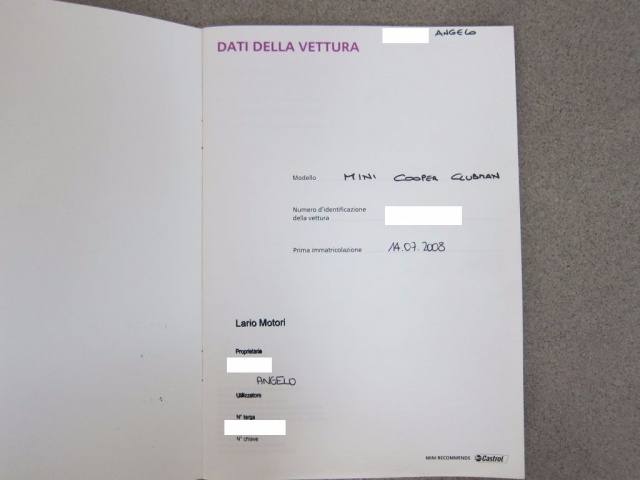 ANGELO
DATI DELLA VETTURA
Modello MINI COOPER CLUBMAN
Numero d'identificazione
della vettura
Prima immatricolazione 14.07.2008
Lario Motori
Proprietario
ANGELO
Utilizzatore
N° targa
N° chiave
MINI RECOMMENDS Castrol